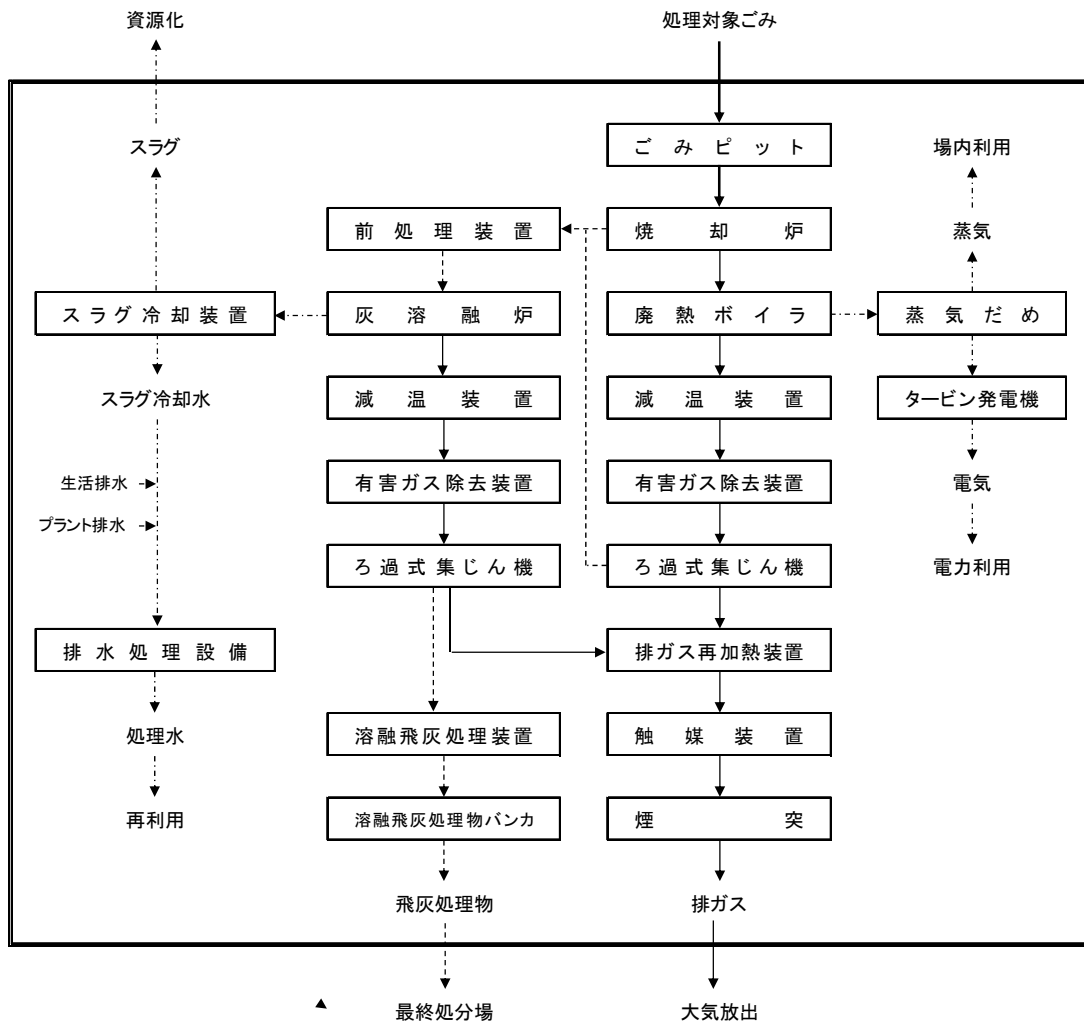 資源化
処理対象ごみ
スラグ
ごみピット
場内利用
前処理装置
焼却炉
蒸気
スラグ冷却装置
灰溶融炉
廃熱ボイラ
蒸気だめ
スラグ冷却水
減温装置
減温装置
タービン発電機
生活排水
有害ガス除去装置
有害ガス除去装置
電気
プラント排水
ろ過式集じん機
ろ過式集じん機
電力利用
排水処理設備
排ガス再加熱装置
処理水
溶融飛灰処理装置
触媒装置
再利用
溶融飛灰処理物バンカ
煙突
飛灰処理物
排ガス
最終処分場
大気放出